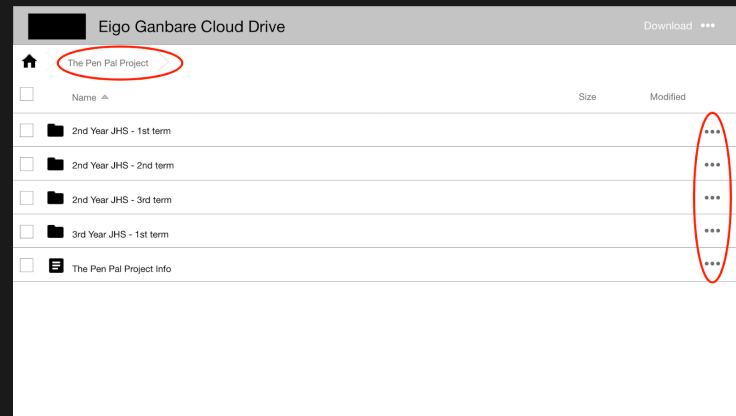 Eigo Ganbare Cloud Drive
Download •••
The Pen Pal Project
Name Size Modified
2nd Year JHS - 1st term
2nd Year JHS - 2nd term
2nd Year JHS - 3rd term
3rd Year JHS - 1st term
The Pen Pal Project Info